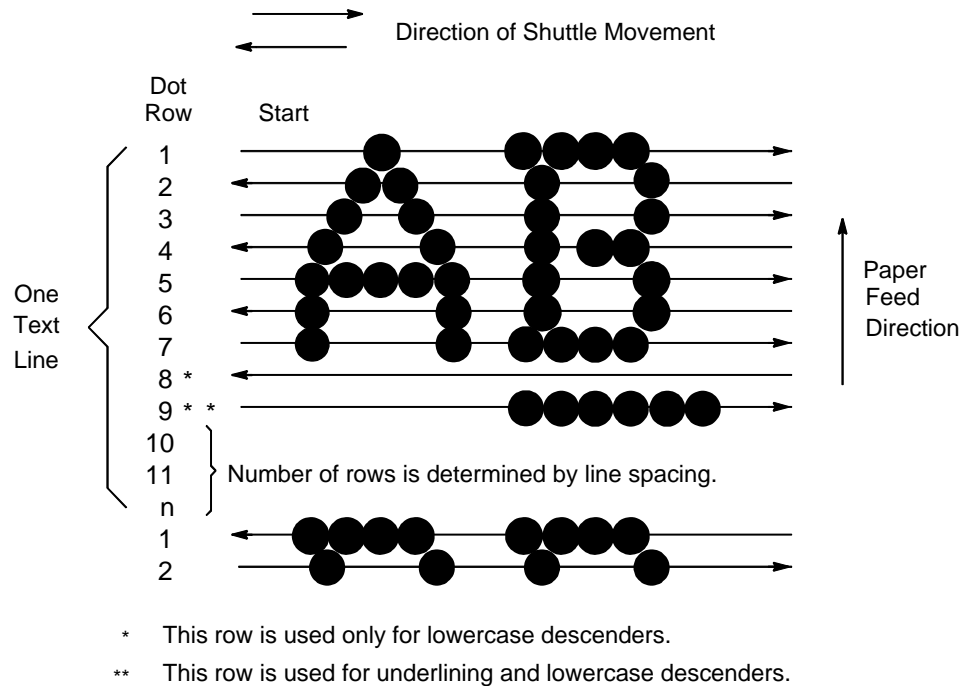 Direction of Shuttle Movement
Dot
Row
Start
1
2
3
4
5
6
7
8 *
9 * *
10
11
n
1
2
One
Text
Line
Number of rows is determined by line spacing.
Paper
Feed
Direction
* This row is used only for lowercase descenders.
** This row is used for underlining and lowercase descenders.